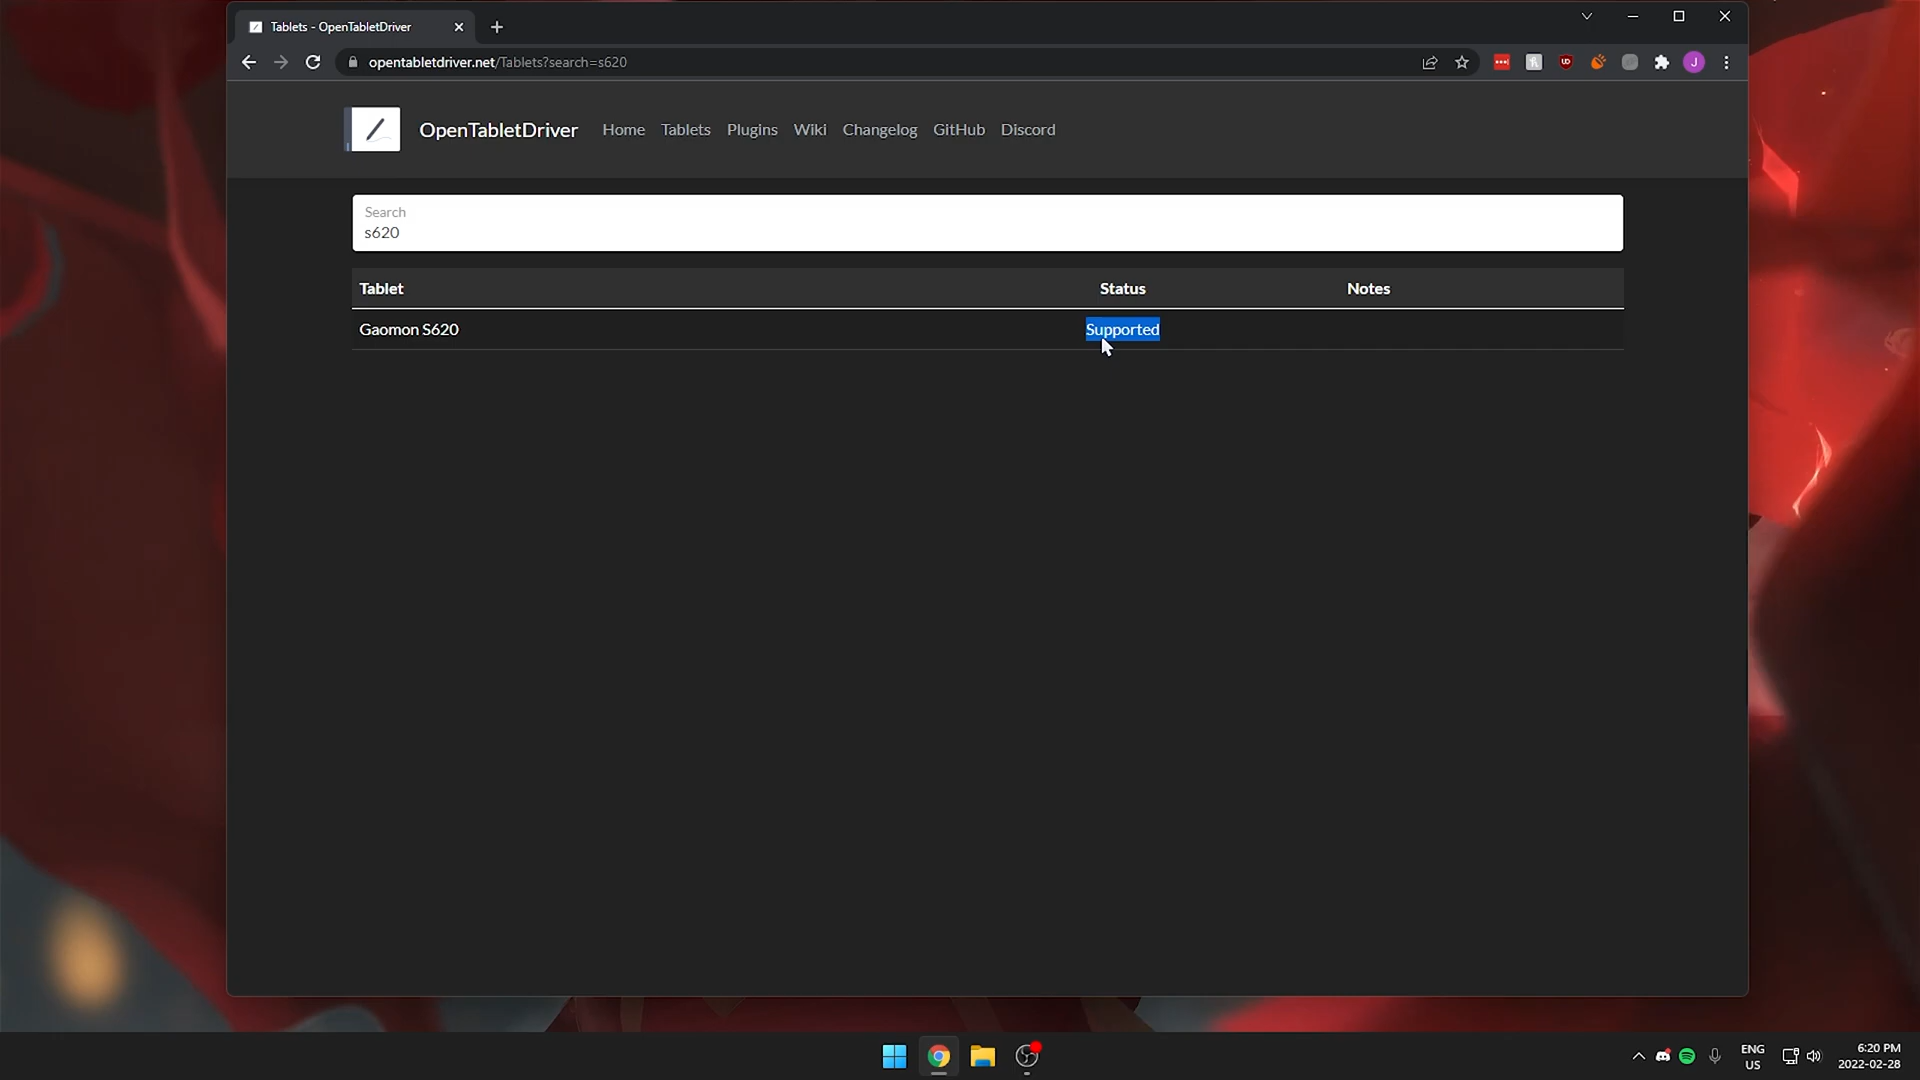 Tablets - OpenTabletDriver
opentabletdriver.net/Tablets?search=s620
J
OpenTabletDriver Home Tablets Plugins Wiki Changelog GitHub Discord
Search
s620
Tablet Status Notes
Gaomon S620 Supported
ENG
US
6:20 PM
2022-02-28